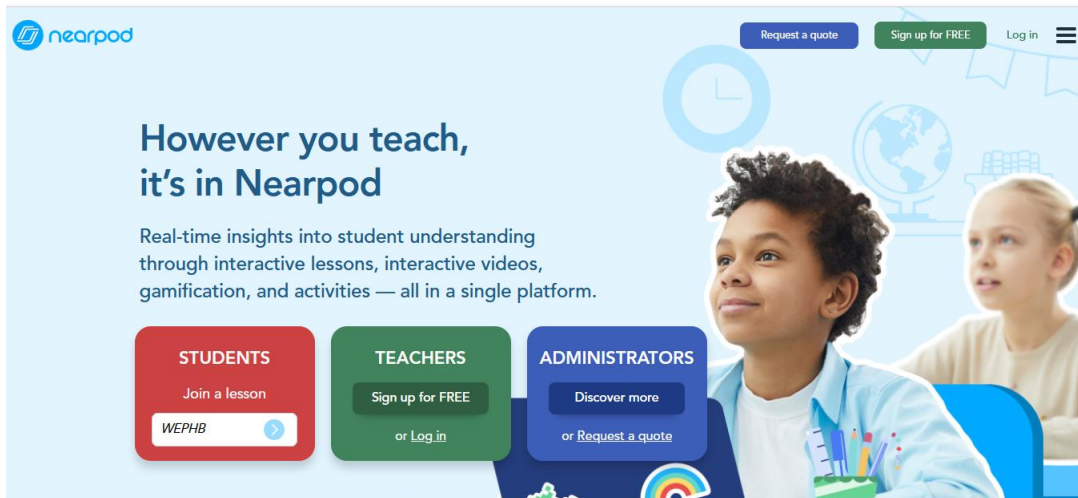 nearpod
Request a quote
Sign up for FREE
Log in
However you teach,
it's in Nearpod
Real-time insights into student understanding
through interactive lessons, interactive videos,
gamification, and activities — all in a single platform.
STUDENTS
Join a lesson
WEPHB
TEACHERS
Sign up for FREE
or Log in
ADMINISTRATORS
Discover more
or Request a quote